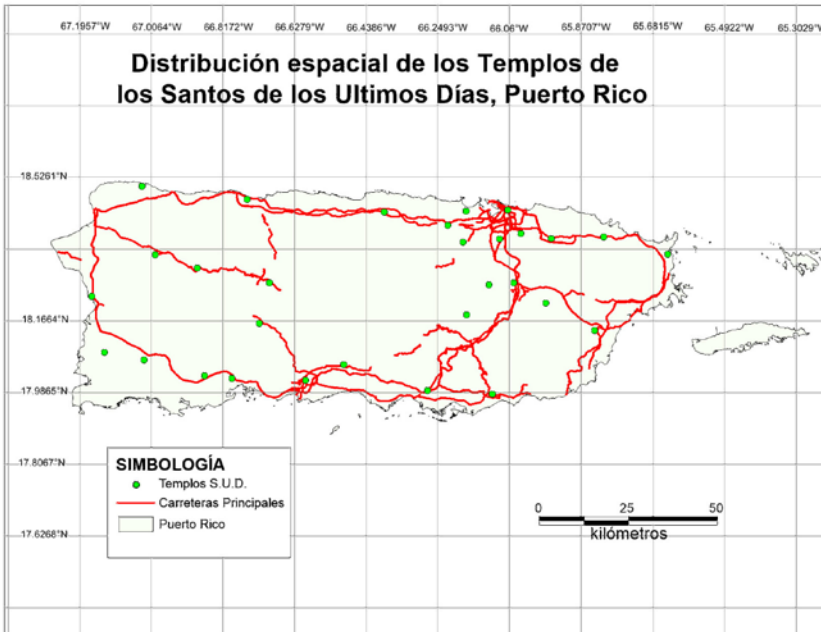 67.1957°W 67.0064°W 66.8172°W 66.6279°W 66.4386°W 66.2493°W 66.06°W 65.8707°W 65.6815°W 65.4922°W 65.3029°W
Distribución espacial de los Templos de
los Santos de los Ultimos Días, Puerto Rico
18.5261°N
18.1664°N
17.9865°N
17.8067°N
17.6268°N
SIMBOLOGÍA
Templos S.U.D.
Carreteras Principales
Puerto Rico
0 25 50
kilómetros